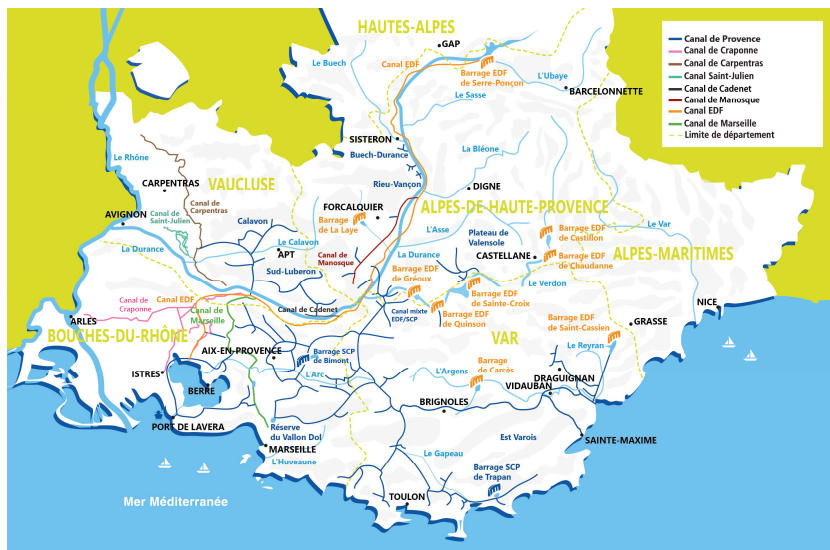 HAUTES-ALPES
GAP
Le Buech
Canal EDF
Barrage EDF
de Serre-Ponçon
L'Ubaye
BARCELONNETTE
Le Sasse
Canal de Provence
Canal de Craponne
Canal de Carpentras
Canal Saint-Julien
Canal de Cadenet
Canal de Manosque
Canal EDF
Canal de Marseille
Limite de département
SISTERON
Buech-Durance
La Bléone
Le Rhône
Rieu-Vançon
CARPENTRAS
VAUCLUSE
DIGNE
Canal de
Carpentras
FORCALQUIER
ALPES-DE-HAUTE-PROVENCE
AVIGNON
Canal de
Saint-Julien
Calavon
Barrage
de La Laye
L'Asse
Plateau de
Valensole
Barrage EDF
de Castillon
Le Var
La Durance
Le Calavon
APT
Canal de
Manosque
La Durance
CASTELLANE
Barrage EDF
de Chaudanne
ALPES-MARITIMES
Sud-Luberon
Barrage EDF
de Gréoux
Le Verdon
Barrage EDF
de Sainte-Croix
Canal de
Craponne
Canal EDF
Canal de
Marseille
Canal de Cadenet
Canal mixte
EDF/SCP
Barrage EDF
de Quinson
NICE
ARLES
BOUCHES-DU-RHÔNE
VAR
Barrage EDF
de Saint-Cassien
GRASSE
AIX-EN-PROVENCE
Barrage SCP
de Bimont
Le Reyran
ISTRES
L'Arc
L'Argens
Barrage
de Carcès
DRAGUIGNAN
VIDAUBAN
BERRE
BRIGNOLES
PORT DE LAVERA
Réserve
du Vallon Dol
Est Varois
SAINTE-MAXIME
MARSEILLE
L'Huveaune
Le Gapeau
Barrage SCP
de Trapan
TOULON
Mer Méditerranée